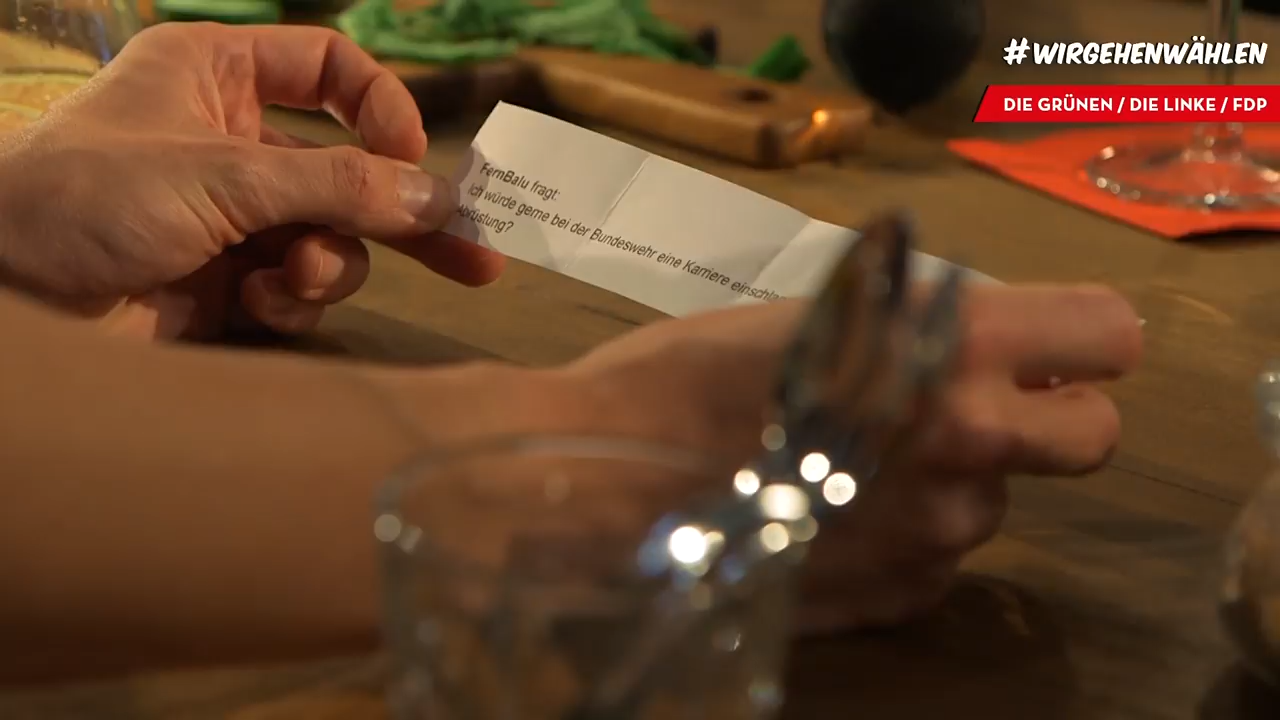 #WIRGEHENWÄHLEN
DIE GRÜNEN / DIE LINKE / FDP
FernBalu fragt:
Ich würde gerne bei der Bundeswehr eine Karriere
Abrüstung?